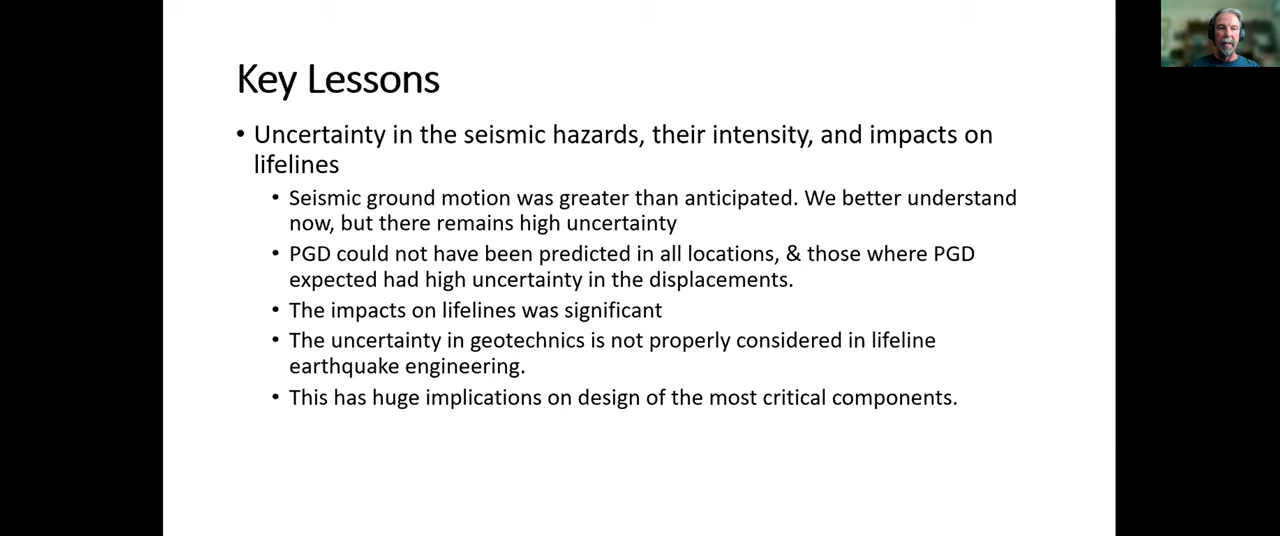 Key Lessons
• Uncertainty in the seismic hazards, their intensity, and impacts on
lifelines
• Seismic ground motion was greater than anticipated. We better understand
now, but there remains high uncertainty
• PGD could not have been predicted in all locations, & those where PGD
expected had high uncertainty in the displacements.
• The impacts on lifelines was significant
• The uncertainty in geotechnics is not properly considered in lifeline
earthquake engineering.
• This has huge implications on design of the most critical components.